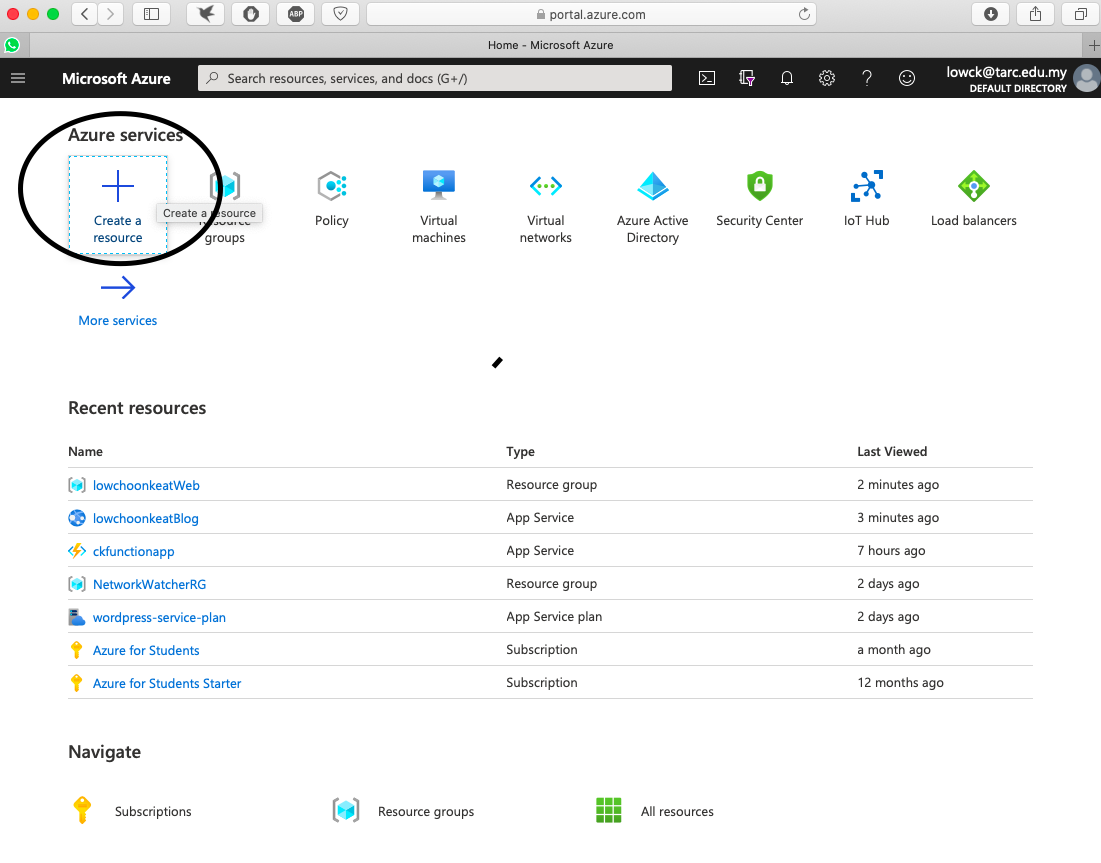 ABP
portal.azure.com
Home - Microsoft Azure
Microsoft Azure
Search resources, services, and docs (G+/)
lowck@tarc.edu.my
DEFAULT DIRECTORY
Azure services
Create a
resource
Create a resource
Resource
groups
Policy
Virtual
machines
Virtual
networks
Azure Active
Directory
Security Center
IoT Hub
Load balancers
More services
Recent resources
Name Type Last Viewed
lowchoonkeatWeb Resource group 2 minutes ago
lowchoonkeatBlog App Service 3 minutes ago
ckfunctionapp App Service 7 hours ago
NetworkWatcherRG Resource group 2 days ago
wordpress-service-plan App Service plan 2 days ago
Azure for Students Subscription a month ago
Azure for Students Starter Subscription 12 months ago
Navigate
Subscriptions Resource groups All resources